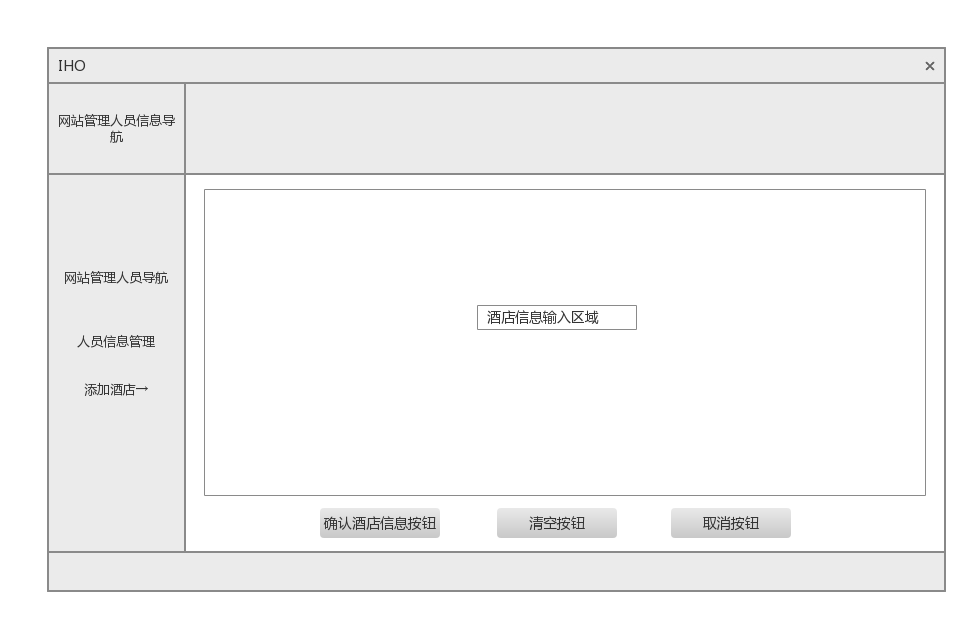 IHO ×
网站管理人员信息导
航
网站管理人员导航
人员信息管理
添加酒店→
酒店信息输入区域
确认酒店信息按钮 清空按钮 取消按钮